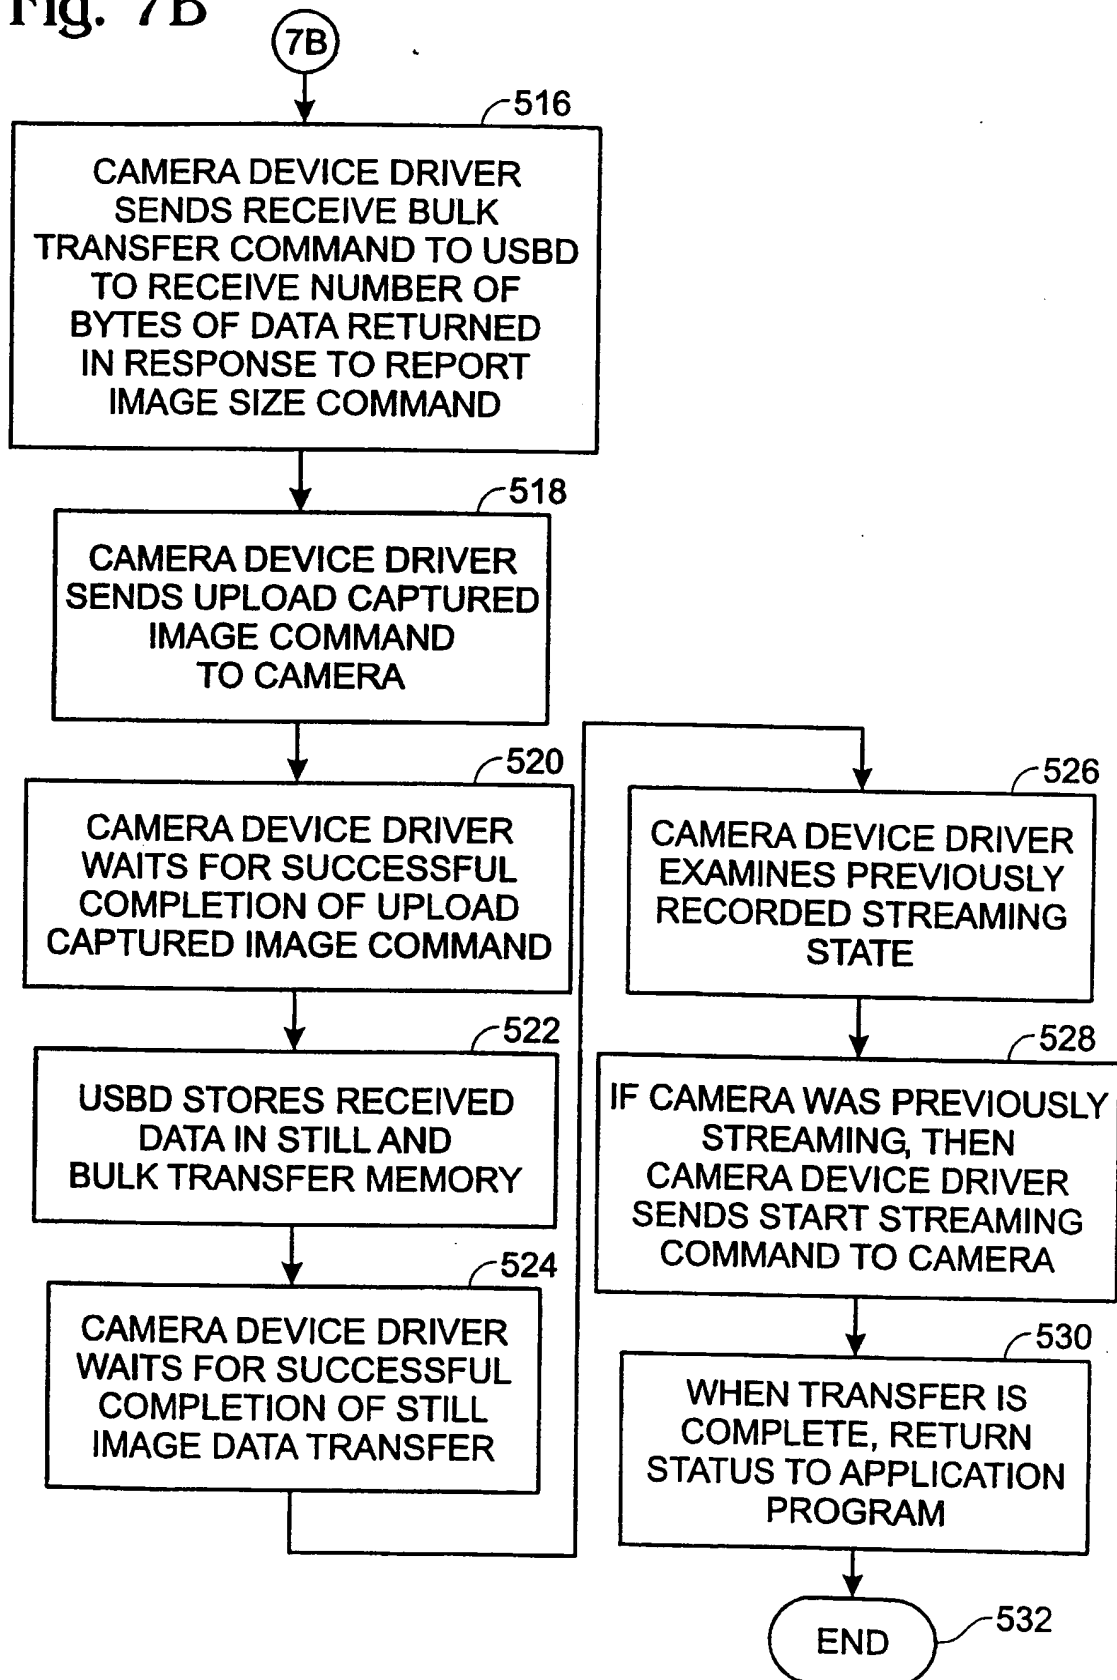 Fig. 7B
7B
516
CAMERA DEVICE DRIVER
SENDS RECEIVE BULK
TRANSFER COMMAND TO USBD
TO RECEIVE NUMBER OF
BYTES OF DATA RETURNED
IN RESPONSE TO REPORT
IMAGE SIZE COMMAND
518
CAMERA DEVICE DRIVER
SENDS UPLOAD CAPTURED
IMAGE COMMAND
TO CAMERA
520
CAMERA DEVICE DRIVER
WAITS FOR SUCCESSFUL
COMPLETION OF UPLOAD
CAPTURED IMAGE COMMAND
522
USBD STORES RECEIVED
DATA IN STILL AND
BULK TRANSFER MEMORY
524
CAMERA DEVICE DRIVER
WAITS FOR SUCCESSFUL
COMPLETION OF STILL
IMAGE DATA TRANSFER
526
CAMERA DEVICE DRIVER
EXAMINES PREVIOUSLY
RECORDED STREAMING
STATE
528
IF CAMERA WAS PREVIOUSLY
STREAMING, THEN
CAMERA DEVICE DRIVER
SENDS START STREAMING
COMMAND TO CAMERA
530
WHEN TRANSFER IS
COMPLETE, RETURN
STATUS TO APPLICATION
PROGRAM
END
532